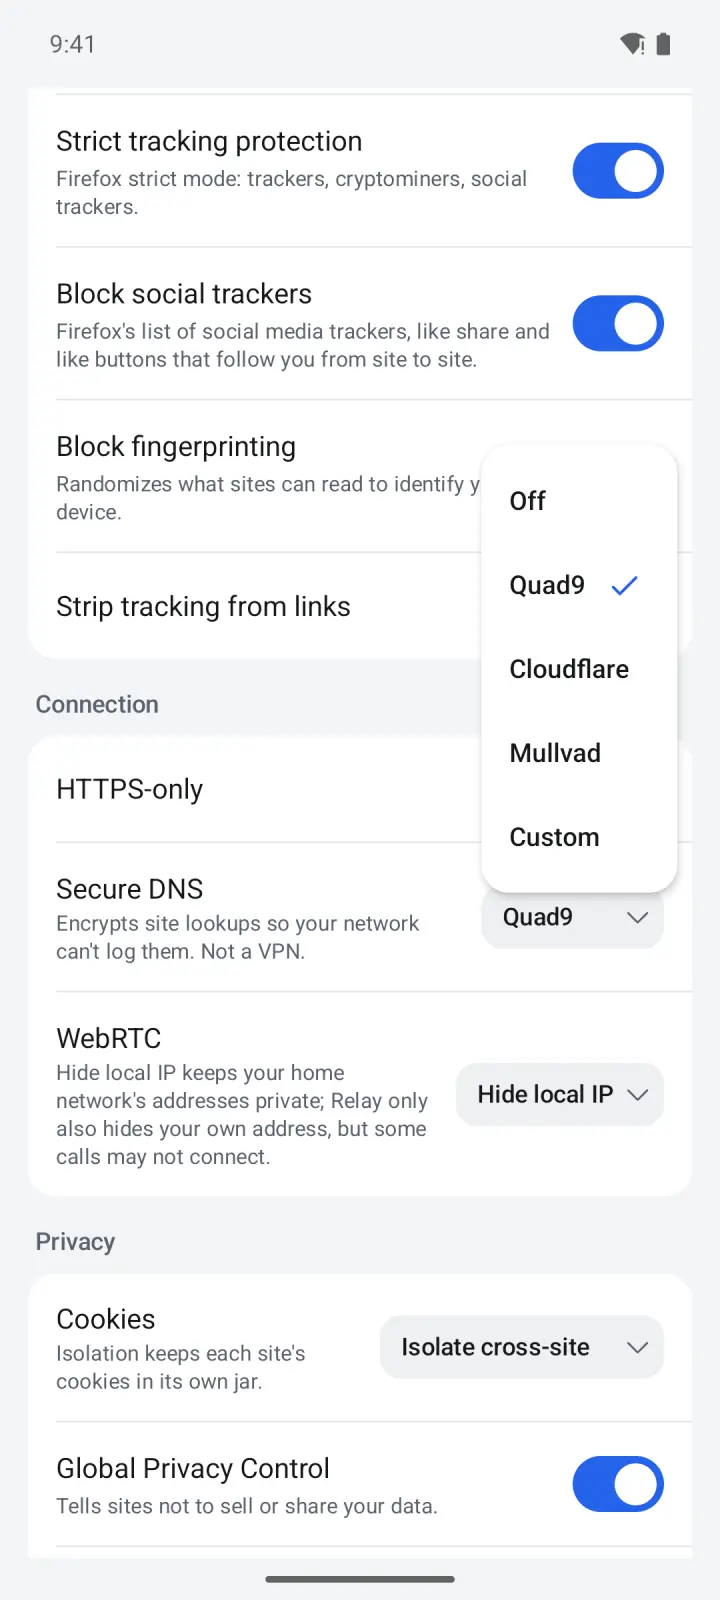 9:41
Strict tracking protection
Firefox strict mode: trackers, cryptominers, social
trackers.
Block social trackers
Firefox's list of social media trackers, like share and
like buttons that follow you from site to site.
Block fingerprinting
Randomizes what sites can read to identify y
device.
Strip tracking from links
Off
Quad9
Cloudflare
Mullvad
Custom
Connection
HTTPS-only
Secure DNS
Encrypts site lookups so your network
can't log them. Not a VPN.
Quad9
WebRTC
Hide local IP keeps your home
network's addresses private; Relay only
also hides your own address, but some
calls may not connect.
Hide local IP
Privacy
Cookies
Isolation keeps each site's
cookies in its own jar.
Isolate cross-site
Global Privacy Control
Tells sites not to sell or share your data.